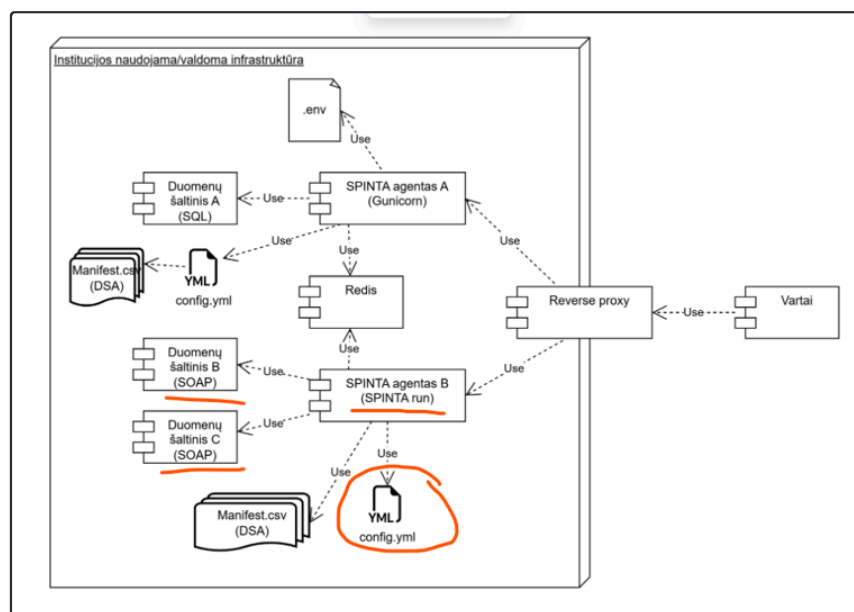 Institucijos naudojama/valdoma infrastruktūra
.env
Use
Duomenų
šaltinis A
(SQL)
Use
SPINTA agentas A
(Gunicorn)
Use
Use
Use
Manifest.csv
(DSA)
YML
config.yml
Redis
Reverse proxy
Use
Vartai
Use
Duomenų
šaltinis B
(SOAP)
Use
SPINTA agentas B
(SPINTA run)
Use
Duomenų
šaltinis C
(SOAP)
Use
Use
Use
Manifest.csv
(DSA)
YML
config.yml